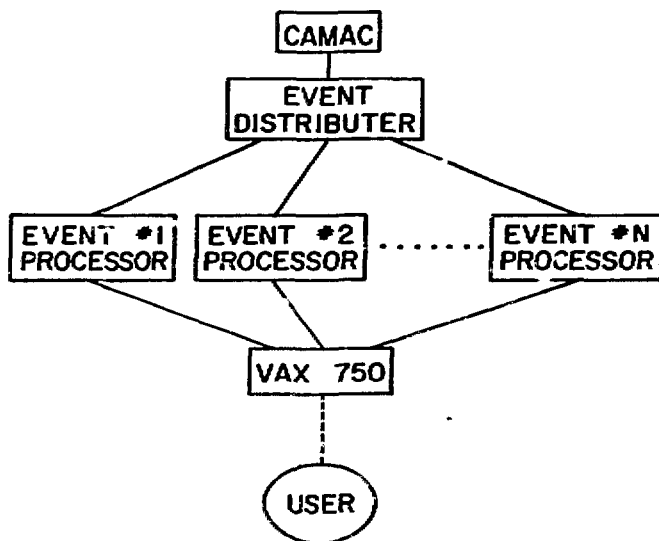 CAMAC
EVENT
DISTRIBUTER
EVENT #1
PROCESSOR
EVENT #2
PROCESSOR
EVENT #N
PROCESSOR
VAX 750
USER